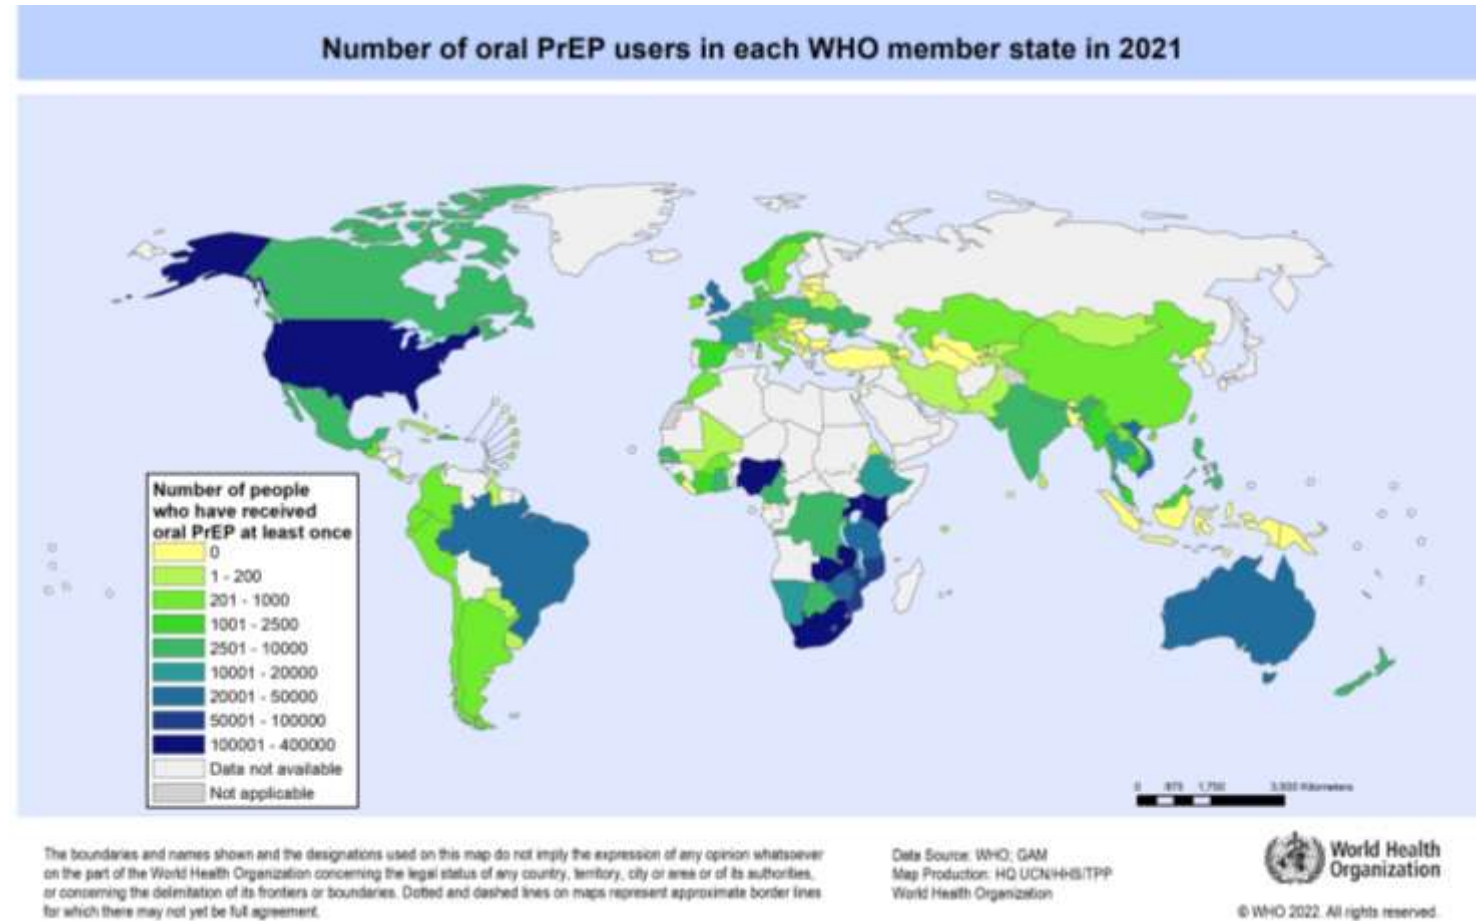 Number of oral PrEP users in each WHO member state in 2021
Number of people
who have received
oral PrEP at least once
0
1 - 200
201 - 1000
1001 - 2500
2501 - 10000
10001 - 20000
20001 - 50000
50001 - 100000
100001 - 400000
Data not available
Not applicable
0 875 1,750 3,500 Kilometers
The boundaries and names shown and the designations used on this map do not imply the expression of any opinion whatsoever
on the part of the World Health Organization concerning the legal status of any country, territory, city or area or of its authorities,
or concerning the delimitation of its frontiers or boundaries. Dotted and dashed lines on maps represent approximate border lines
for which there may not yet be full agreement.
Data Source: WHO; GAM
Map Production: HQ UCN/HHS/TPP
World Health Organization
World Health
Organization
© WHO 2022. All rights reserved.